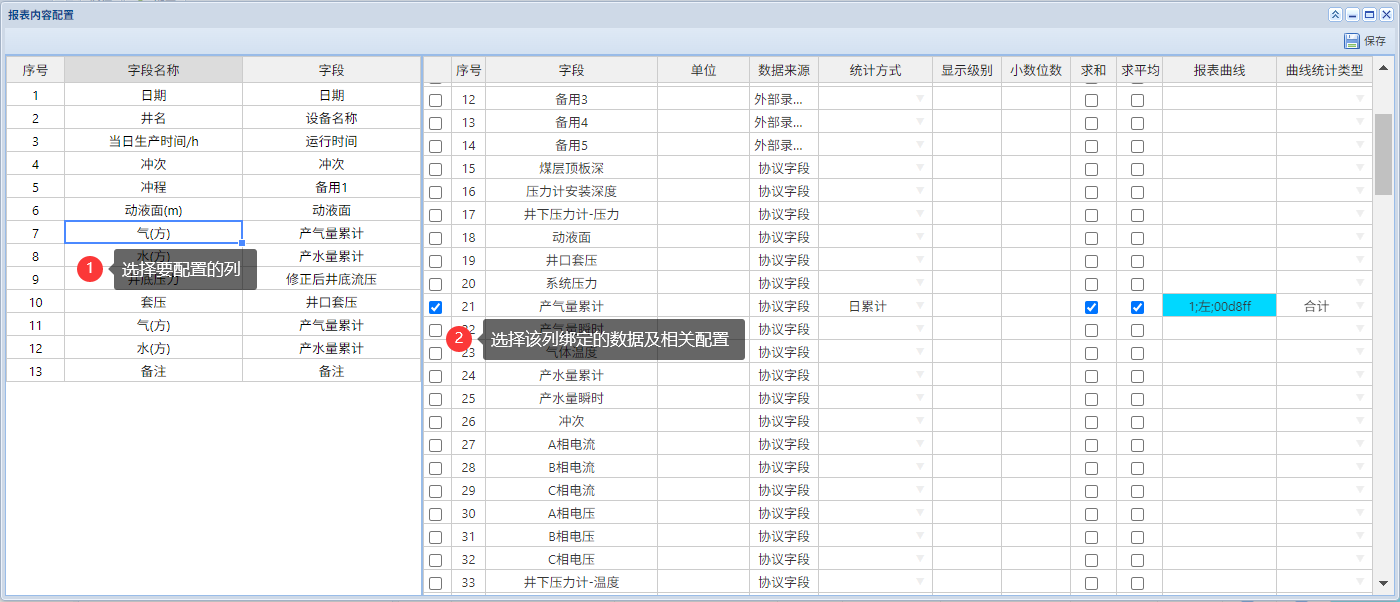 报表内容配置
保存
序号 字段名称 字段
1 日期 日期
2 井名 设备名称
3 当日生产时间/h 运行时间
4 冲次 冲次
5 冲程 备用1
6 动液面(m) 动液面
7 气(方) 产气量累计
8 水(方) 产水量累计
9 井底压力 修正后井底流压
10 套压 井口套压
11 气(方) 产气量累计
12 水(方) 产水量累计
13 备注 备注
1 选择要配置的列
序号 字段 单位 数据来源 统计方式 显示级别 小数位数 求和 求平均 报表曲线 曲线统计类型
12 备用3 外部录...
13 备用4 外部录...
14 备用5 外部录...
15 煤层顶板深 协议字段
16 压力计安装深度 协议字段
17 井下压力计-压力 协议字段
18 动液面 协议字段
19 井口套压 协议字段
20 系统压力 协议字段
21 产气量累计 协议字段 日累计 1;左;00d8ff 合计
22 产气量瞬时 协议字段
2 选择该列绑定的数据及相关配置
23 气体温度 协议字段
24 产水量累计 协议字段
25 产水量瞬时 协议字段
26 冲次 协议字段
27 A相电流 协议字段
28 B相电流 协议字段
29 C相电流 协议字段
30 A相电压 协议字段
31 B相电压 协议字段
32 C相电压 协议字段
33 井下压力计-温度 协议字段